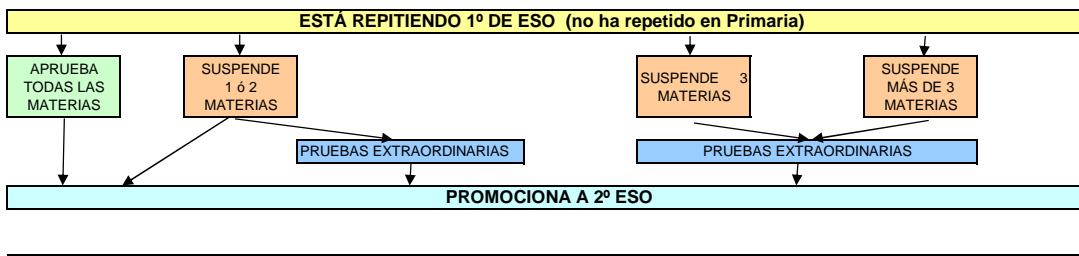 ESTÁ REPITIENDO 1º DE ESO (no ha repetido en Primaria)
APRUEBA
TODAS LAS
MATERIAS
SUSPENDE
1 ó 2
MATERIAS
SUSPENDE 3
MATERIAS
SUSPENDE
MÁS DE 3
MATERIAS
PRUEBAS EXTRAORDINARIAS
PRUEBAS EXTRAORDINARIAS
PROMOCIONA A 2º ESO